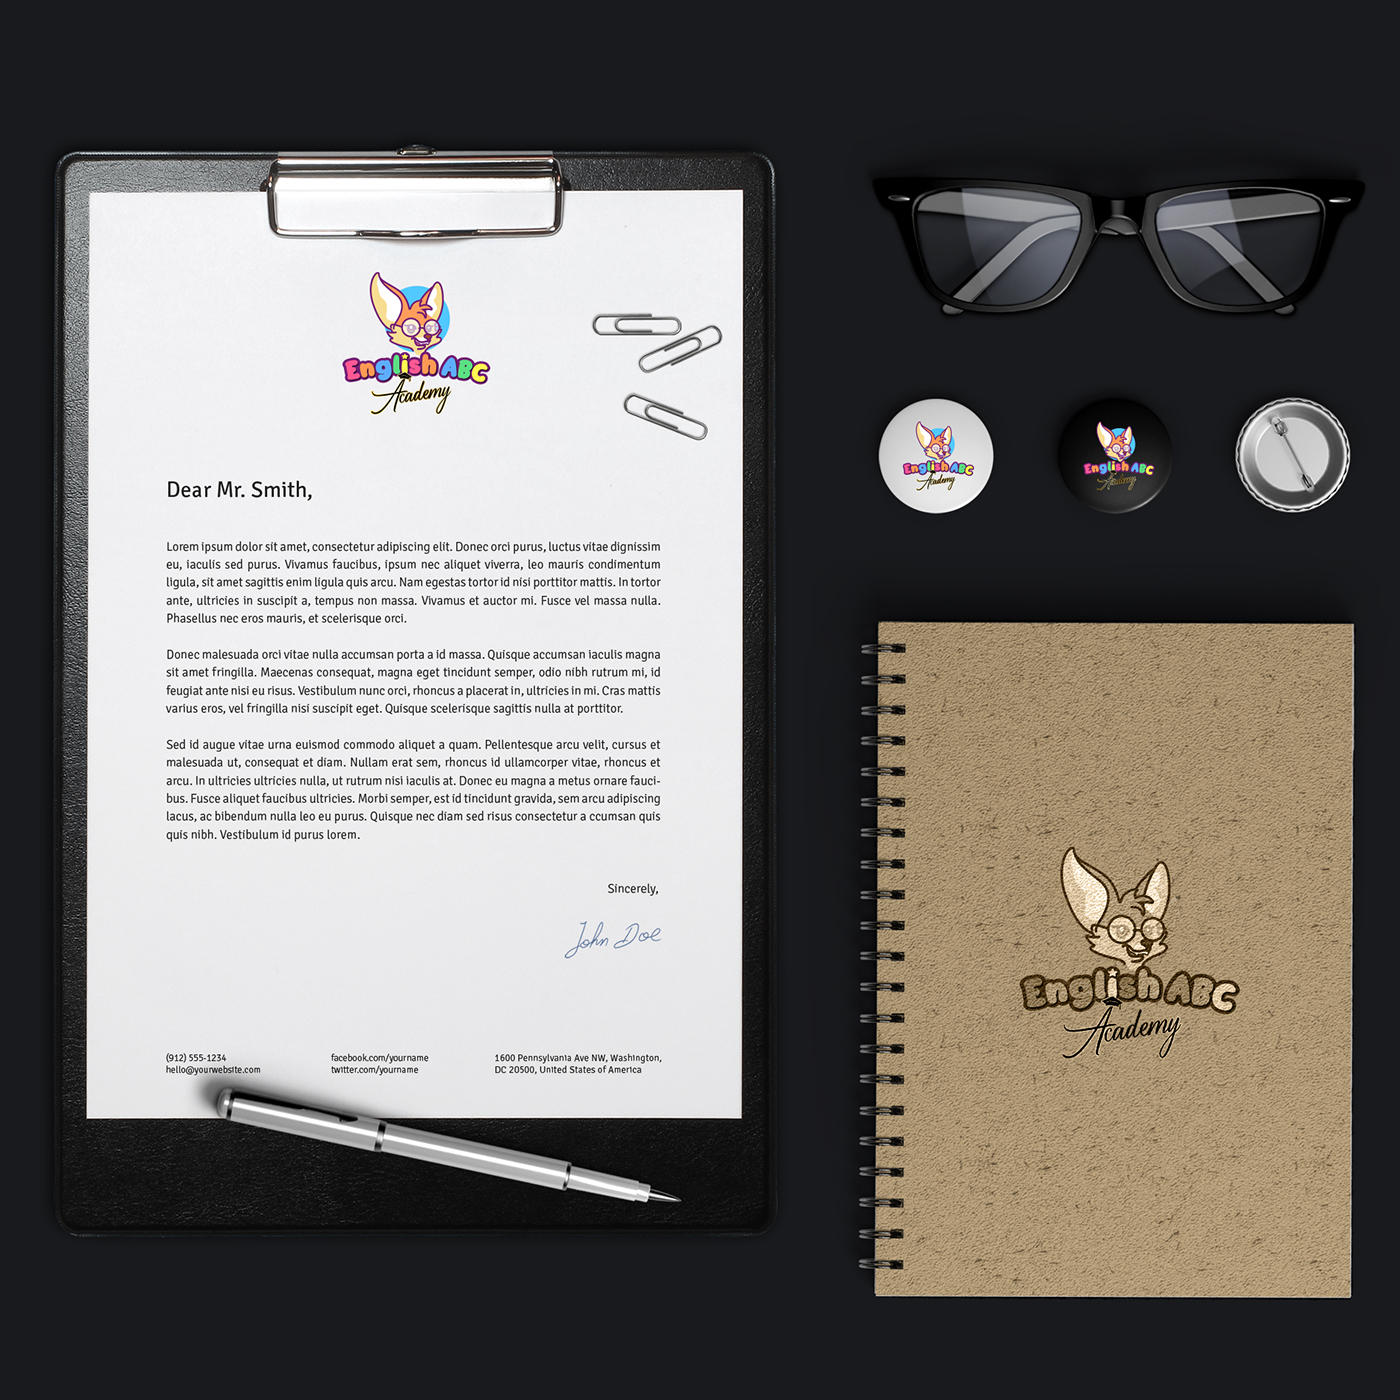 English ABC
Academy
Dear Mr. Smith,
Lorem ipsum dolor sit amet, consectetur adipiscing elit. Donec orci purus, luctus vitae dignissim
eu, iaculis sed purus. Vivamus faucibus, ipsum nec aliquet viverra, leo mauris condimentum
ligula, sit amet sagittis enim ligula quis arcu. Nam egestas tortor id nisi porttitor mattis. In tortor
ante, ultricies in suscipit a, tempus non massa. Vivamus et auctor mi. Fusce vel massa nulla.
Phasellus nec eros mauris, et scelerisque orci.
Donec malesuada orci vitae nulla accumsan porta a id massa. Quisque accumsan iaculis magna
sit amet fringilla. Maecenas consequat, magna eget tincidunt semper, odio nibh rutrum mi, id
feugiat ante nisi eu risus. Vestibulum nunc orci, rhoncus a placerat in, ultricies in mi. Cras mattis
varius eros, vel fringilla nisi suscipit eget. Quisque scelerisque sagittis nulla at porttitor.
Sed id augue vitae urna euismod commodo aliquet a quam. Pellentesque arcu velit, cursus et
malesuada ut, consequat et diam. Nullam erat sem, rhoncus id ullamcorper vitae, rhoncus et
arcu. In ultricies ultricies nulla, ut rutrum nisi iaculis at. Donec eu magna a metus ornare fauci-
bus. Fusce aliquet faucibus ultricies. Morbi semper, est id tincidunt gravida, sem arcu adipiscing
lacus, ac bibendum nulla leo eu purus. Quisque nec diam sed risus consectetur a ccumsan quis
quis nibh. Vestibulum id purus lorem.
Sincerely,
John Doe
(912) 555-1234
hello@yourwebsite.com
facebook.com/yourname
twitter.com/yourname
1600 Pennsylvania Ave NW, Washington,
DC 20500, United States of America
English ABC
Academy
English ABC
Academy
English ABC
Academy